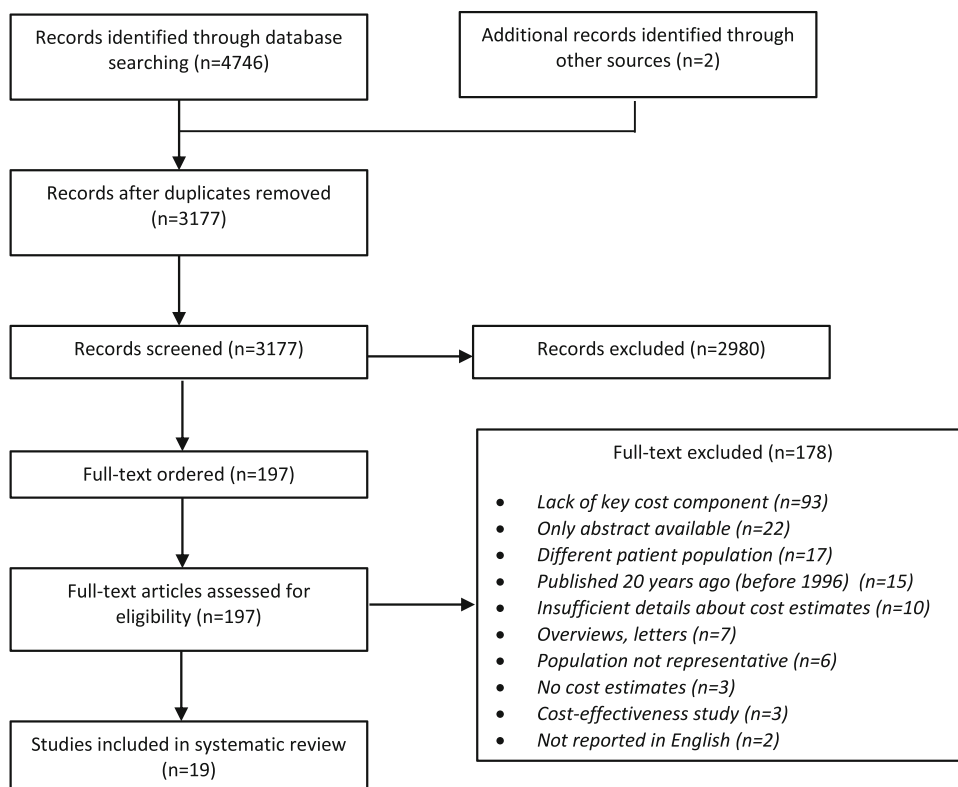 Records identified through database
searching (n=4746)
Additional records identified through
other sources (n=2)
Records after duplicates removed
(n=3177)
Records screened (n=3177)
Records excluded (n=2980)
Full-text ordered (n=197)
Full-text articles assessed for
eligibility (n=197)
Full-text excluded (n=178)
• Lack of key cost component (n=93)
• Only abstract available (n=22)
• Different patient population (n=17)
• Published 20 years ago (before 1996) (n=15)
• Insufficient details about cost estimates (n=10)
• Overviews, letters (n=7)
• Population not representative (n=6)
• No cost estimates (n=3)
• Cost-effectiveness study (n=3)
• Not reported in English (n=2)
Studies included in systematic review
(n=19)